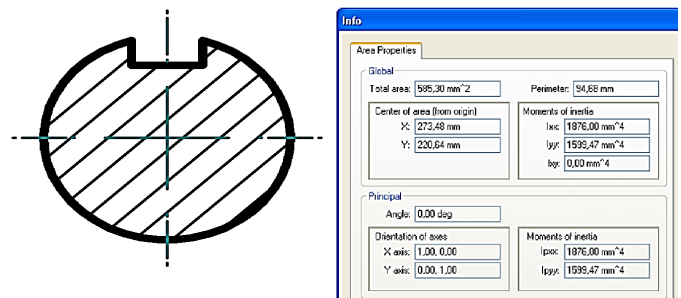 Info
Area Properties
Global
Total area: 585,30 mm^2 Perimeter: 94,68 mm
Center of area (from origin) Moments of inertia
X: 273,48 mm Ixx: 1876,00 mm^4
Y: 220,64 mm Iyy: 1599,47 mm^4
Ixy: 0,00 mm^4
Principal
Angle: 0,00 deg
Orientation of axes Moments of inertia
X axis: 1,00, 0,00 Ipxx: 1876,00 mm^4
Y axis: 0,00, 1,00 Ipyy: 1599,47 mm^4